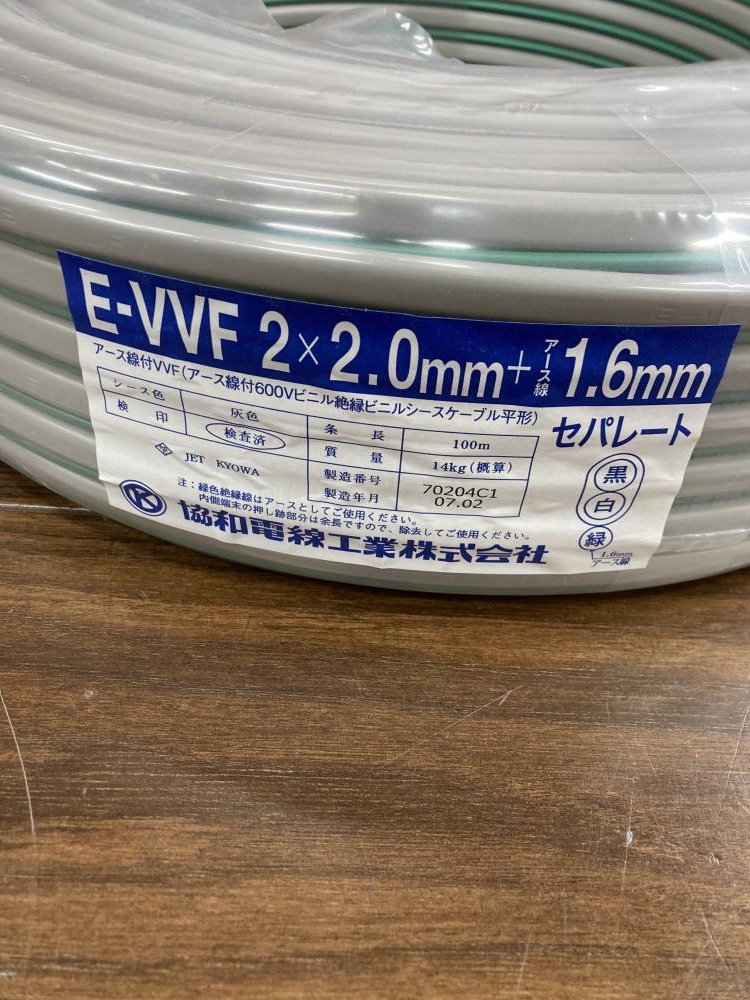 E-VVF 2×2.0mm+アース線1.6mm
アース線付VVF(アース線付600Vビニル絶縁ビニルシースケーブル平形)
セパレート
シース色 灰色 条長 100m
検印 検査済 質量 14kg(概算)
JET KYOWA
製造番号 70204C1
製造年月 07.02
注:緑色絶縁線はアースとしてご使用ください。
内側端末の押し跡部分は余長ですので、除去してご使用ください。
K 協和電線工業株式会社
黒
白
緑
1.6mm
アース線